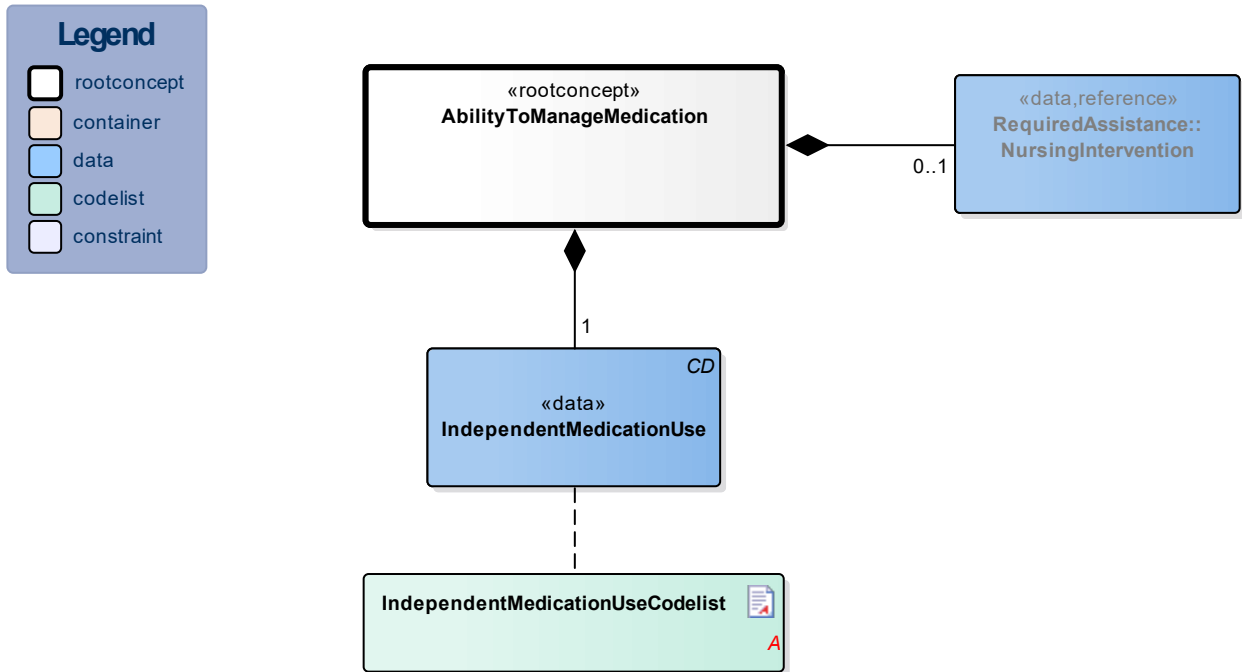 Legend
rootconcept
container
data
codelist
constraint
«rootconcept»
AbilityToManageMedication
«data,reference»
RequiredAssistance::
NursingIntervention
0..1
1
CD
«data»
IndependentMedicationUse
IndependentMedicationUseCodelist
A